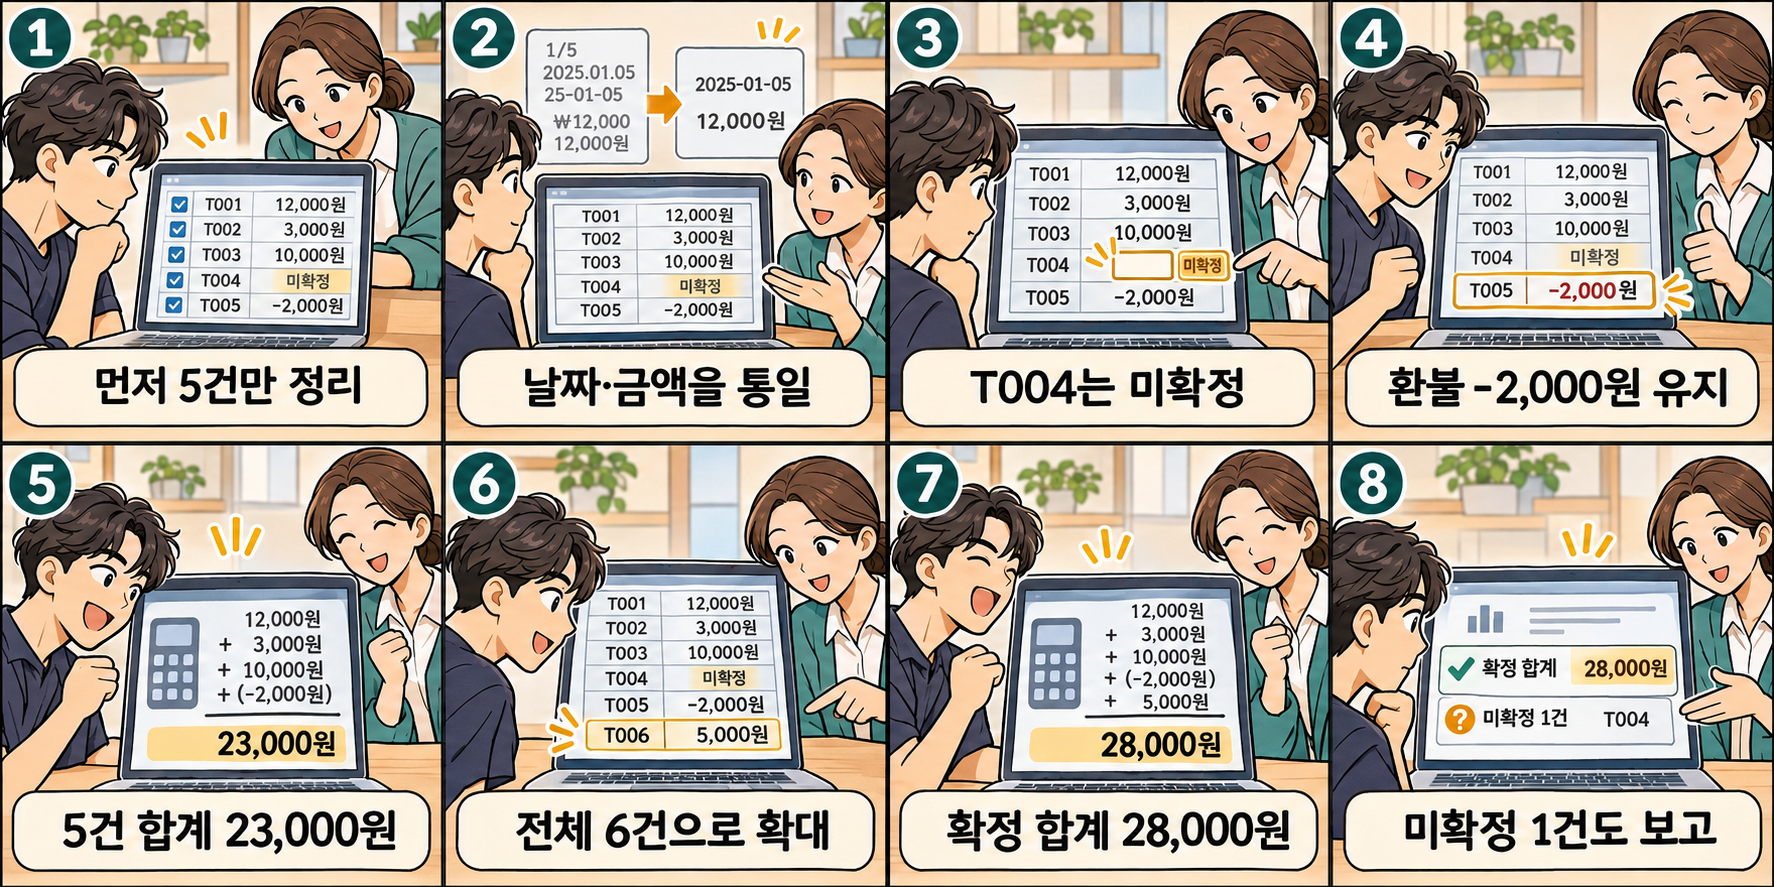 1
T001 12,000원
T002 3,000원
T003 10,000원
T004 미확정
T005 -2,000원
먼저 5건만 정리
2
1/5
2025.01.05
25-01-05
₩12,000
12,000원
2025-01-05
12,000원
T001 12,000원
T002 3,000원
T003 10,000원
T004 미확정
T005 -2,000원
날짜·금액을 통일
3
T001 12,000원
T002 3,000원
T003 10,000원
T004 미확정
T005 -2,000원
T004는 미확정
4
T001 12,000원
T002 3,000원
T003 10,000원
T004 미확정
T005 -2,000원
환불 -2,000원 유지
5
12,000원
+ 3,000원
+ 10,000원
+ (-2,000원)
23,000원
5건 합계 23,000원
6
T001 12,000원
T002 3,000원
T003 10,000원
T004 미확정
T005 -2,000원
T006 5,000원
전체 6건으로 확대
7
12,000원
+ 3,000원
+ 10,000원
+ (-2,000원)
+ 5,000원
28,000원
확정 합계 28,000원
8
확정 합계 28,000원
? 미확정 1건 T004
미확정 1건도 보고